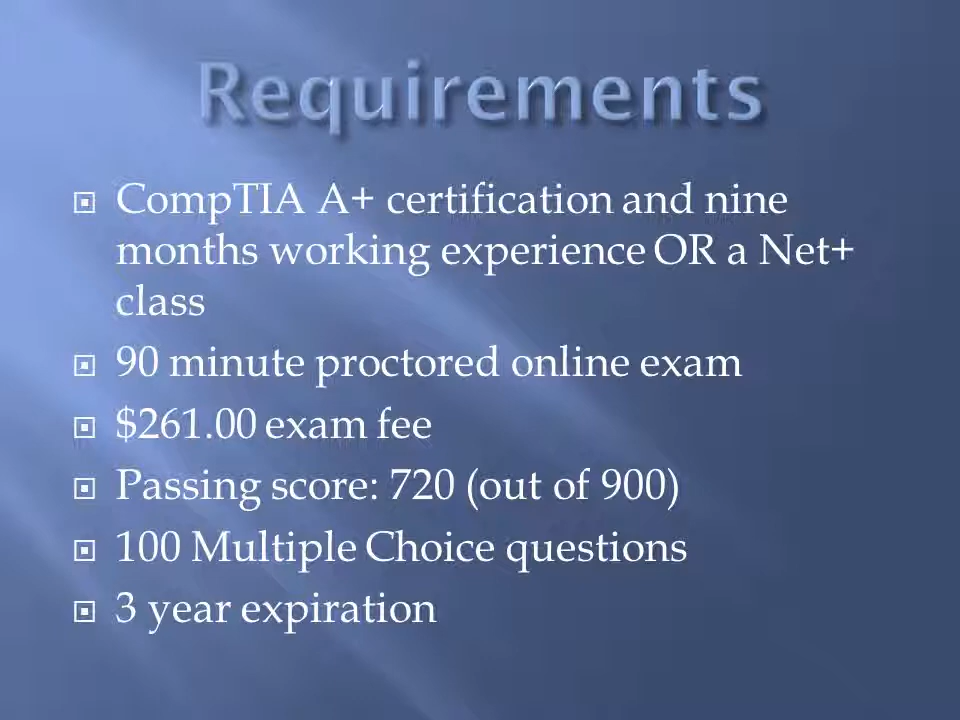 Requirements
CompTIA A+ certification and nine
months working experience OR a Net+
class
90 minute proctored online exam
$261.00 exam fee
Passing score: 720 (out of 900)
100 Multiple Choice questions
3 year expiration